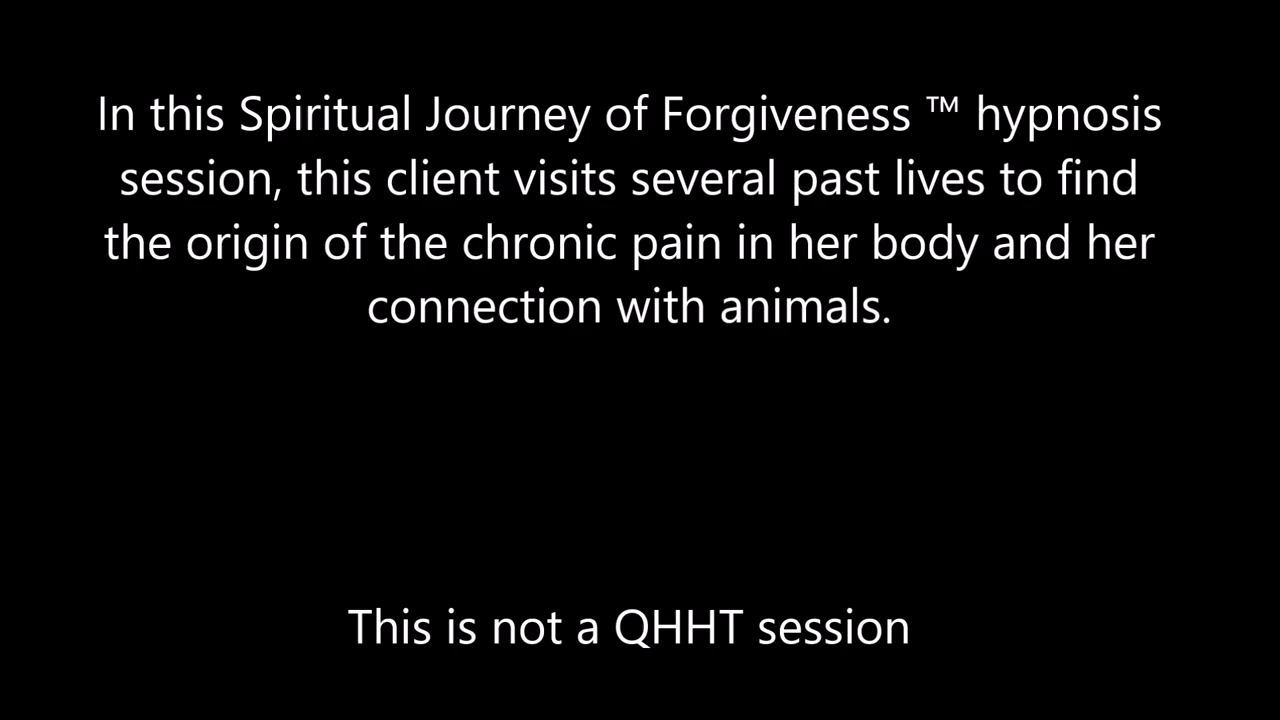 In this Spiritual Journey of Forgiveness ™ hypnosis
session, this client visits several past lives to find
the origin of the chronic pain in her body and her
connection with animals.
This is not a QHHT session